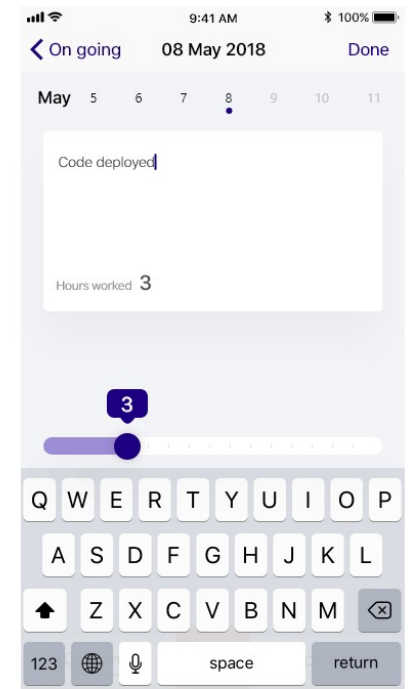 9:41 AM 100%
On going 08 May 2018 Done
May 5 6 7 8 9 10 11
Code deployed
Hours worked 3
3
Q W E R T Y U I O P
A S D F G H J K L
Z X C V B N M
123 space return